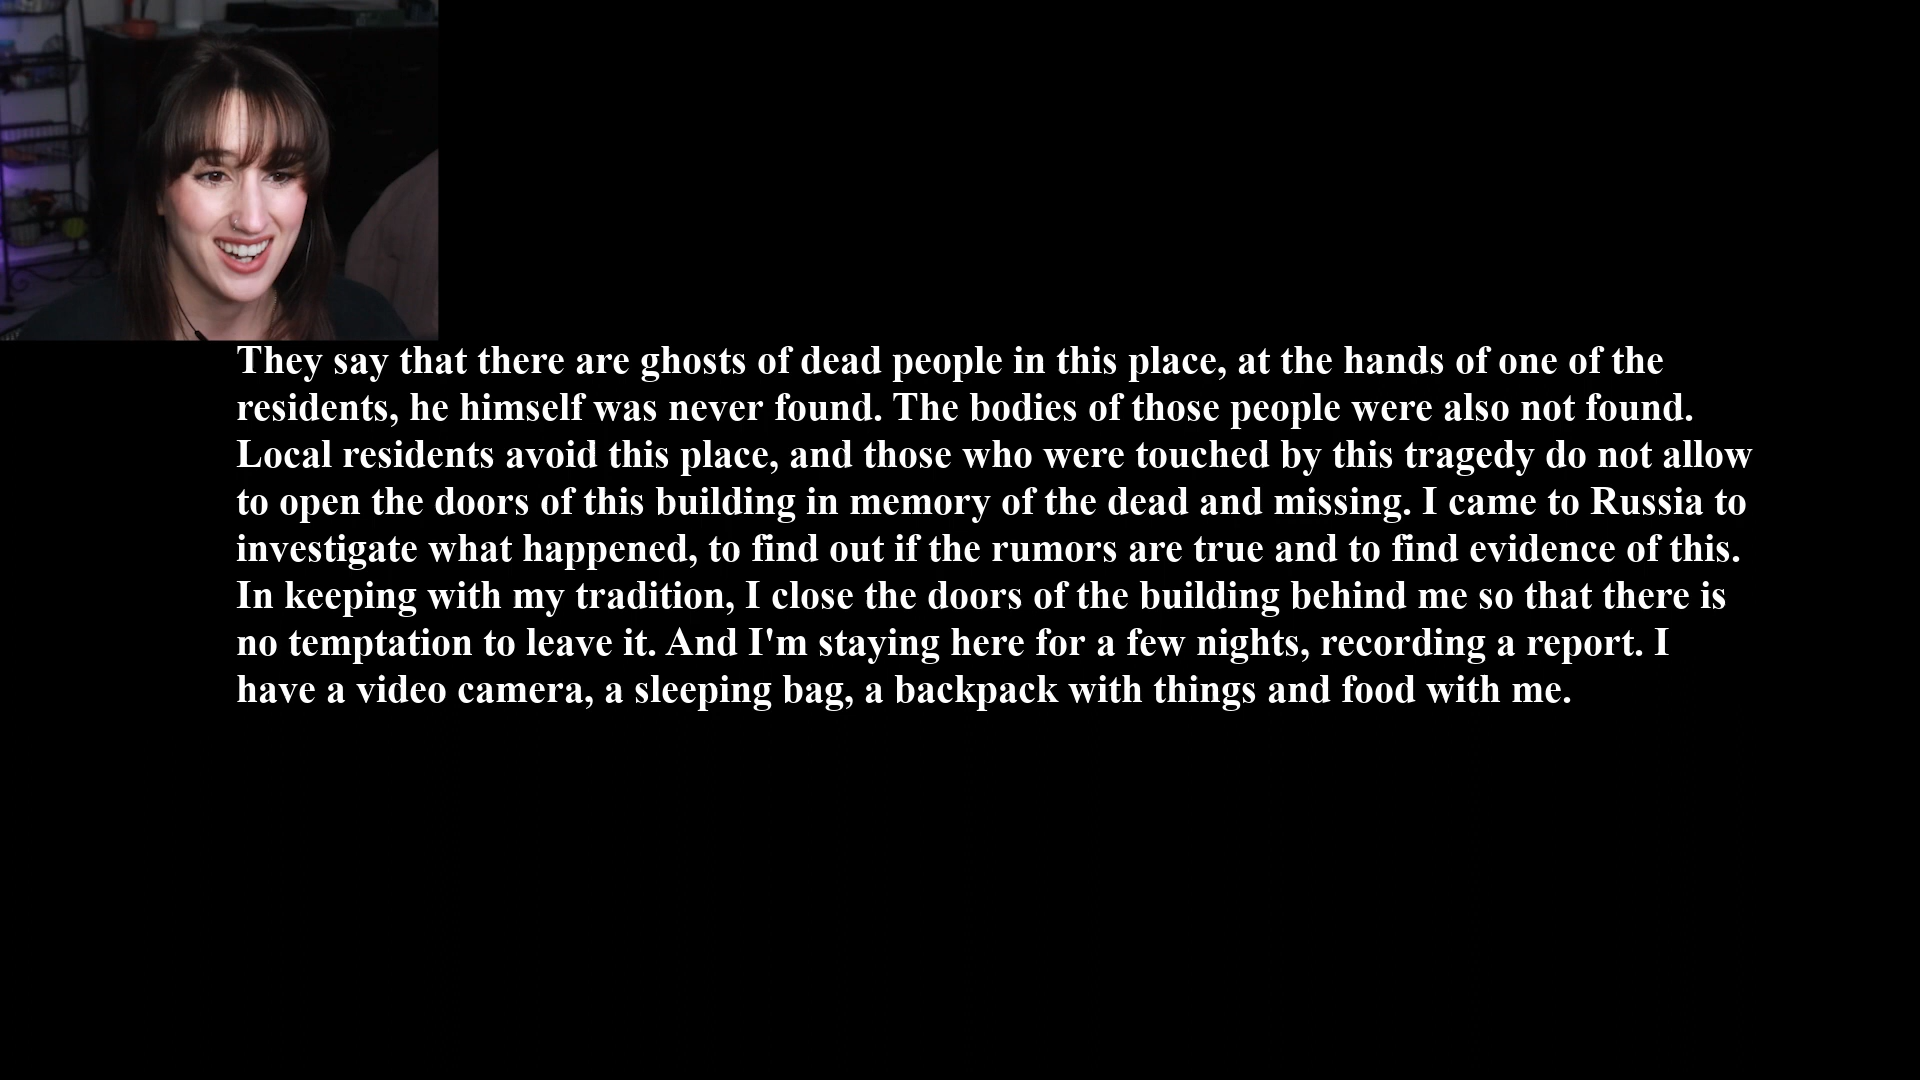 They say that there are ghosts of dead people in this place, at the hands of one of the
residents, he himself was never found. The bodies of those people were also not found.
Local residents avoid this place, and those who were touched by this tragedy do not allow
to open the doors of this building in memory of the dead and missing. I came to Russia to
investigate what happened, to find out if the rumors are true and to find evidence of this.
In keeping with my tradition, I close the doors of the building behind me so that there is
no temptation to leave it. And I'm staying here for a few nights, recording a report. I
have a video camera, a sleeping bag, a backpack with things and food with me.